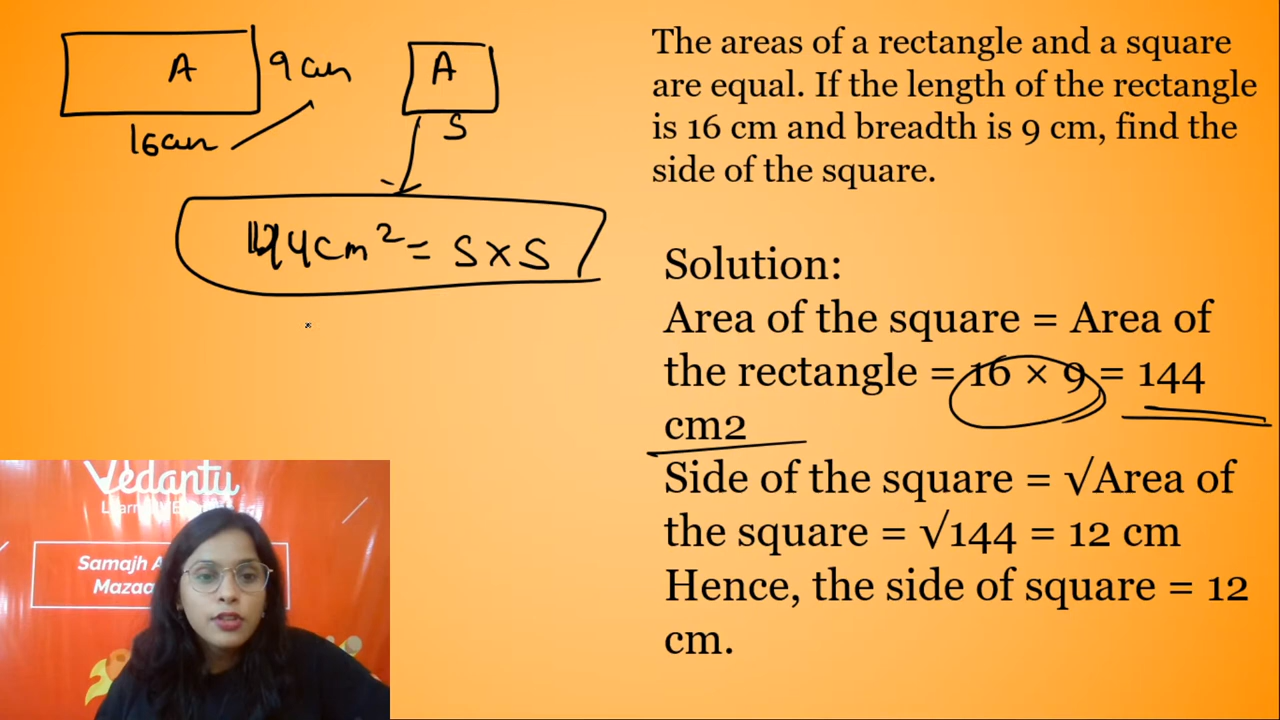 A
9 cm
16 cm
A
S
144 cm² = S × S
The areas of a rectangle and a square
are equal. If the length of the rectangle
is 16 cm and breadth is 9 cm, find the
side of the square.
Solution:
Area of the square = Area of
the rectangle = 16 × 9 = 144
cm2
Side of the square = √Area of
the square = √144 = 12 cm
Hence, the side of square = 12
cm.
Vedantu
Samajh A
Mazaa